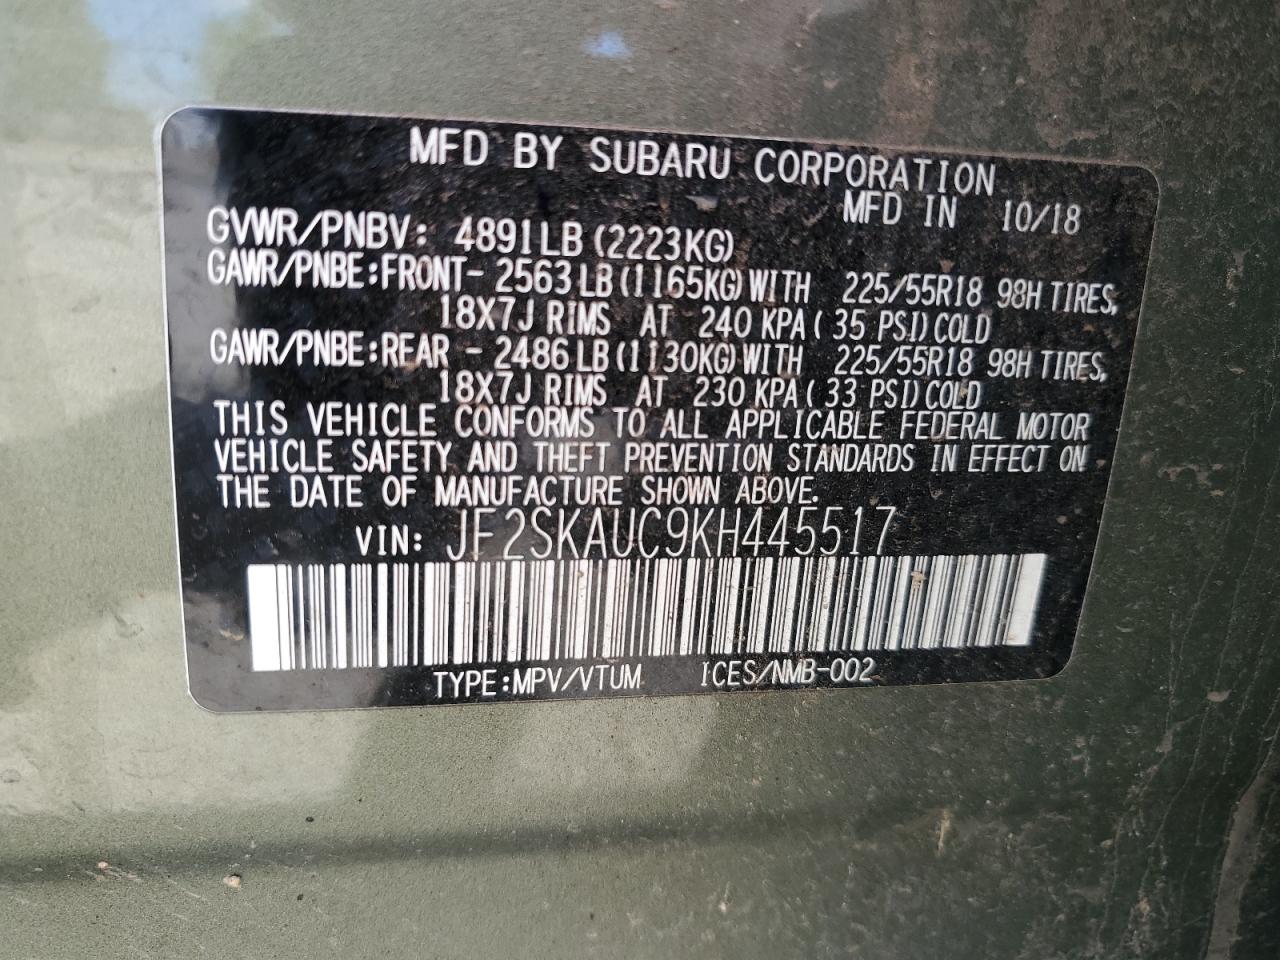 MFD BY SUBARU CORPORATION
MFD IN 10/18
GVWR/PNBV: 4891LB (2223KG)
GAWR/PNBE:FRONT- 2563LB(1165KG)WITH 225/55R18 98H TIRES,
18X7J RIMS AT 240 KPA ( 35 PSI) COLD
GAWR/PNBE:REAR - 2486LB(1130KG)WITH 225/55R18 98H TIRES,
18X7J RIMS AT 230 KPA ( 33 PSI) COLD
THIS VEHICLE CONFORMS TO ALL APPLICABLE FEDERAL MOTOR
VEHICLE SAFETY AND THEFT PREVENTION STANDARDS IN EFFECT ON
THE DATE OF MANUFACTURE SHOWN ABOVE.
VIN: JF2SKAUC9KH445517
TYPE:MPV/VTUM ICES/NMB-002